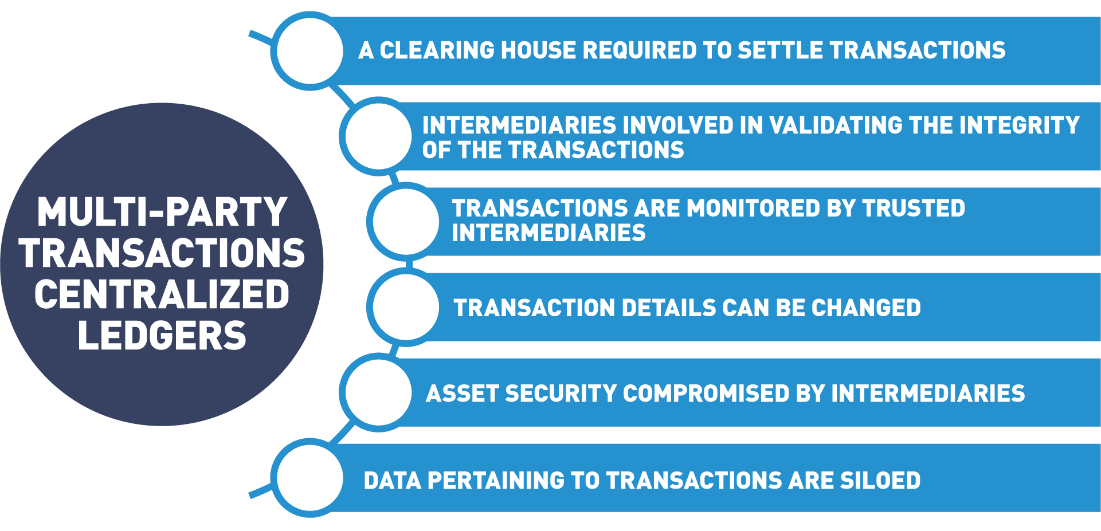 MULTI-PARTY
TRANSACTIONS
CENTRALIZED
LEDGERS
A CLEARING HOUSE REQUIRED TO SETTLE TRANSACTIONS
INTERMEDIARIES INVOLVED IN VALIDATING THE INTEGRITY
OF THE TRANSACTIONS
TRANSACTIONS ARE MONITORED BY TRUSTED
INTERMEDIARIES
TRANSACTION DETAILS CAN BE CHANGED
ASSET SECURITY COMPROMISED BY INTERMEDIARIES
DATA PERTAINING TO TRANSACTIONS ARE SILOED